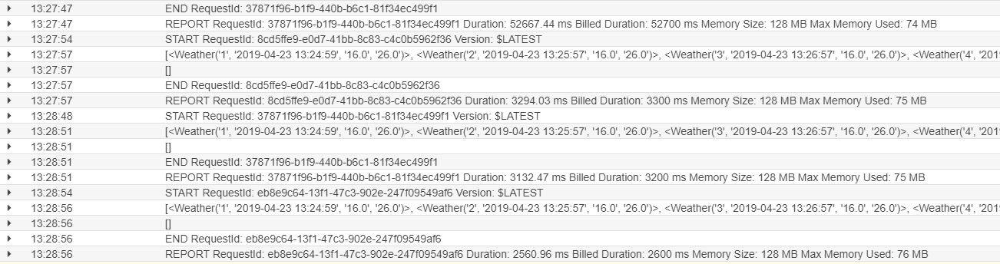 13:27:47 END RequestId: 37871f96-b1f9-440b-b6c1-81f34ec499f1
13:27:47 REPORT RequestId: 37871f96-b1f9-440b-b6c1-81f34ec499f1 Duration: 52667.44 ms Billed Duration: 52700 ms Memory Size: 128 MB Max Memory Used: 74 MB
13:27:54 START RequestId: 8cd5ffe9-e0d7-41bb-8c83-c4c0b5962f36 Version: $LATEST
13:27:57 [<Weather('1', '2019-04-23 13:24:59', '16.0', '26.0')>, <Weather('2', '2019-04-23 13:25:57', '16.0', '26.0')>, <Weather('3', '2019-04-23 13:26:57', '16.0', '26.0')>, <Weather('4', '201
13:27:57 []
13:27:57 END RequestId: 8cd5ffe9-e0d7-41bb-8c83-c4c0b5962f36
13:27:57 REPORT RequestId: 8cd5ffe9-e0d7-41bb-8c83-c4c0b5962f36 Duration: 3294.03 ms Billed Duration: 3300 ms Memory Size: 128 MB Max Memory Used: 75 MB
13:28:48 START RequestId: 37871f96-b1f9-440b-b6c1-81f34ec499f1 Version: $LATEST
13:28:51 [<Weather('1', '2019-04-23 13:24:59', '16.0', '26.0')>, <Weather('2', '2019-04-23 13:25:57', '16.0', '26.0')>, <Weather('3', '2019-04-23 13:26:57', '16.0', '26.0')>, <Weather('4', '201
13:28:51 []
13:28:51 END RequestId: 37871f96-b1f9-440b-b6c1-81f34ec499f1
13:28:51 REPORT RequestId: 37871f96-b1f9-440b-b6c1-81f34ec499f1 Duration: 3132.47 ms Billed Duration: 3200 ms Memory Size: 128 MB Max Memory Used: 75 MB
13:28:54 START RequestId: eb8e9c64-13f1-47c3-902e-247f09549af6 Version: $LATEST
13:28:56 [<Weather('1', '2019-04-23 13:24:59', '16.0', '26.0')>, <Weather('2', '2019-04-23 13:25:57', '16.0', '26.0')>, <Weather('3', '2019-04-23 13:26:57', '16.0', '26.0')>, <Weather('4', '201
13:28:56 []
13:28:56 END RequestId: eb8e9c64-13f1-47c3-902e-247f09549af6
13:28:56 REPORT RequestId: eb8e9c64-13f1-47c3-902e-247f09549af6 Duration: 2560.96 ms Billed Duration: 2600 ms Memory Size: 128 MB Max Memory Used: 76 MB